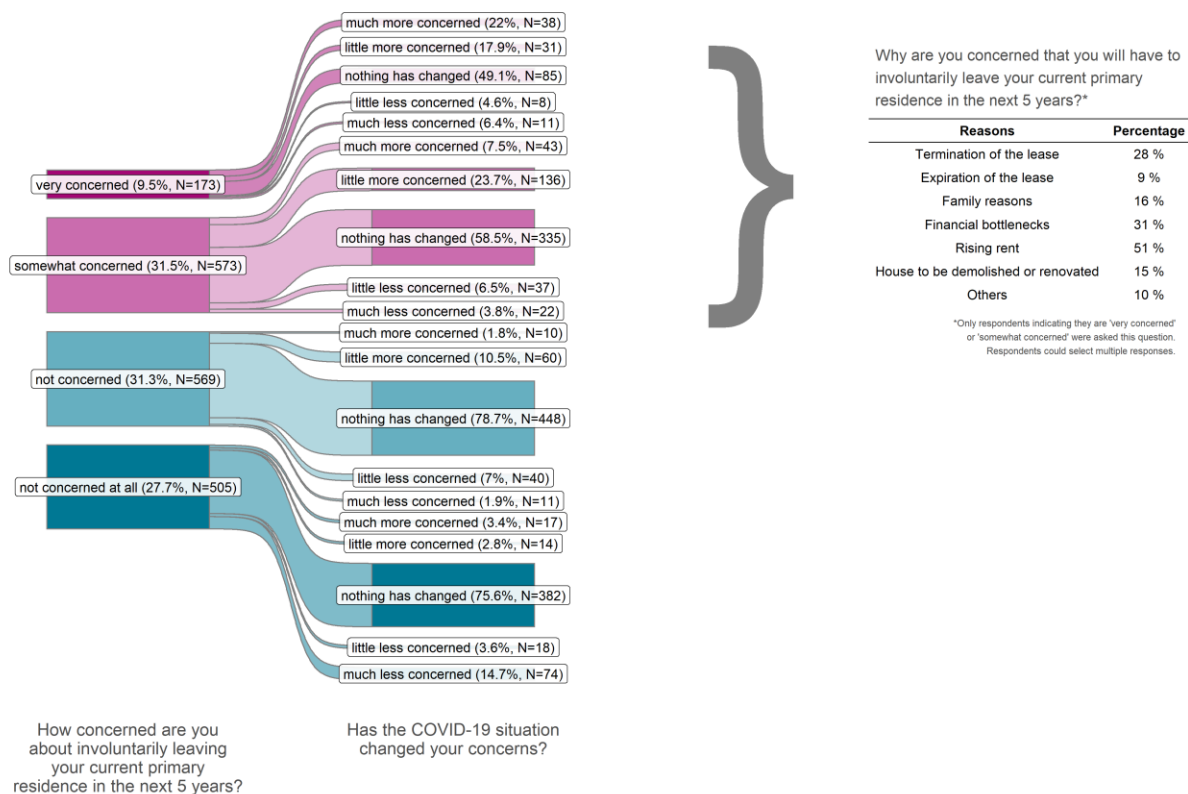 very concerned (9.5%, N=173)
somewhat concerned (31.5%, N=573)
not concerned (31.3%, N=569)
not concerned at all (27.7%, N=505)
much more concerned (22%, N=38)
little more concerned (17.9%, N=31)
nothing has changed (49.1%, N=85)
little less concerned (4.6%, N=8)
much less concerned (6.4%, N=11)
much more concerned (7.5%, N=43)
little more concerned (23.7%, N=136)
nothing has changed (58.5%, N=335)
little less concerned (6.5%, N=37)
much less concerned (3.8%, N=22)
much more concerned (1.8%, N=10)
little more concerned (10.5%, N=60)
nothing has changed (78.7%, N=448)
little less concerned (7%, N=40)
much less concerned (1.9%, N=11)
much more concerned (3.4%, N=17)
little more concerned (2.8%, N=14)
nothing has changed (75.6%, N=382)
little less concerned (3.6%, N=18)
much less concerned (14.7%, N=74)
How concerned are you
about involuntarily leaving
your current primary
residence in the next 5 years?
Has the COVID-19 situation
changed your concerns?
}
Why are you concerned that you will have to
involuntarily leave your current primary
residence in the next 5 years?*
Reasons Percentage
Termination of the lease 28 %
Expiration of the lease 9 %
Family reasons 16 %
Financial bottlenecks 31 %
Rising rent 51 %
House to be demolished or renovated 15 %
Others 10 %
*Only respondents indicating they are 'very concerned'
or 'somewhat concerned' were asked this question.
Respondents could select multiple responses.